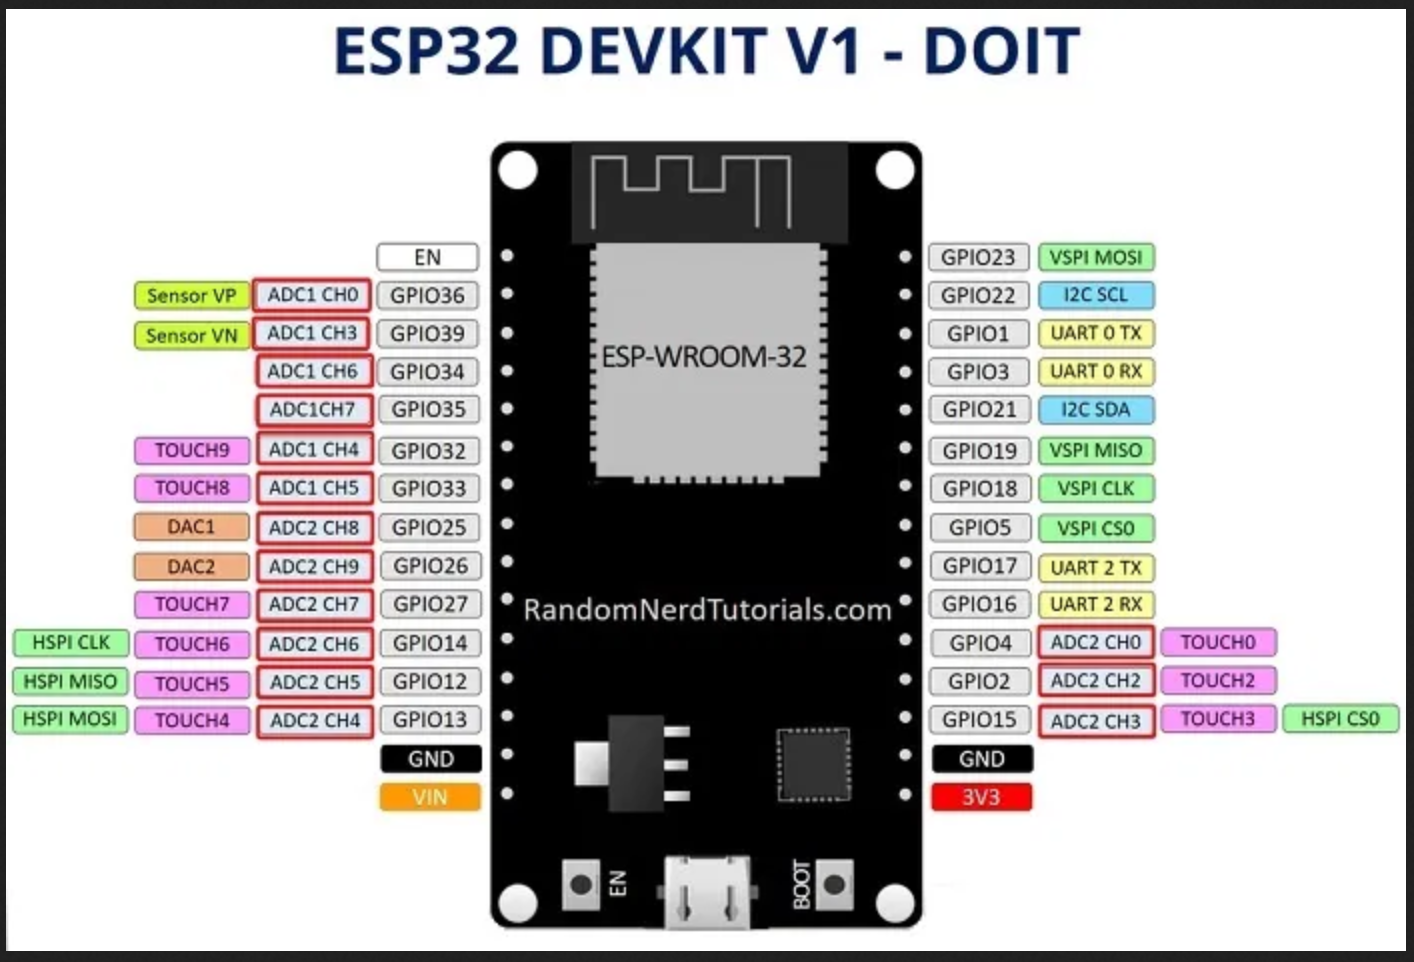 ESP32 DEVKIT V1 - DOIT
EN
GPIO23 VSPI MOSI
Sensor VP ADC1 CH0 GPIO36
GPIO22 I2C SCL
Sensor VN ADC1 CH3 GPIO39
GPIO1 UART 0 TX
ADC1 CH6 GPIO34
ESP-WROOM-32
GPIO3 UART 0 RX
ADC1CH7 GPIO35
GPIO21 I2C SDA
TOUCH9 ADC1 CH4 GPIO32
GPIO19 VSPI MISO
TOUCH8 ADC1 CH5 GPIO33
GPIO18 VSPI CLK
DAC1 ADC2 CH8 GPIO25
GPIO5 VSPI CS0
DAC2 ADC2 CH9 GPIO26
GPIO17 UART 2 TX
TOUCH7 ADC2 CH7 GPIO27
RandomNerdTutorials.com
GPIO16 UART 2 RX
HSPI CLK TOUCH6 ADC2 CH6 GPIO14
GPIO4 ADC2 CH0 TOUCH0
HSPI MISO TOUCH5 ADC2 CH5 GPIO12
GPIO2 ADC2 CH2 TOUCH2
HSPI MOSI TOUCH4 ADC2 CH4 GPIO13
GPIO15 ADC2 CH3 TOUCH3 HSPI CS0
GND
GND
VIN
3V3
EN
BOOT